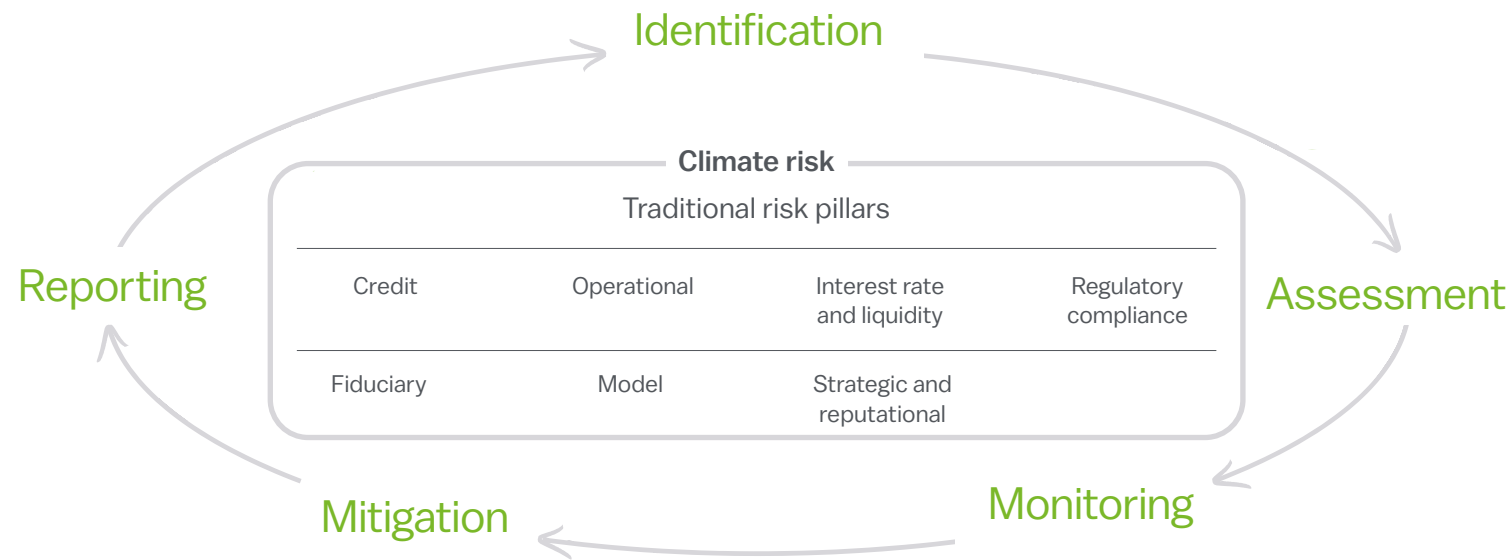 Identification
Climate risk
Traditional risk pillars
Reporting
Credit
Operational
Interest rate
and liquidity
Regulatory
compliance
Assessment
Fiduciary
Model
Strategic and
reputational
Mitigation
Monitoring